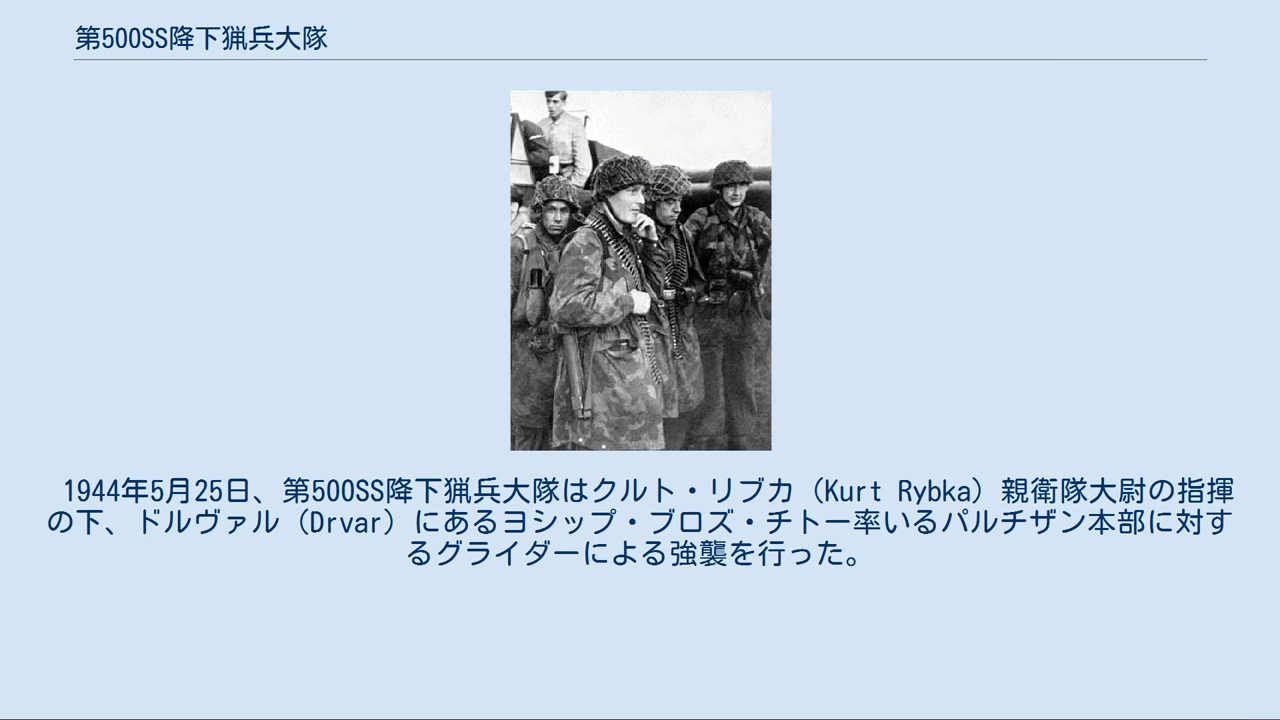 第500SS降下猟兵大隊
1944年5月25日、第500SS降下猟兵大隊はクルト・リブカ（Kurt Rybka）親衛隊大尉の指揮
の下、ドルヴァル（Drvar）にあるヨシップ・ブロズ・チトー率いるパルチザン本部に対す
るグライダーによる強襲を行った。